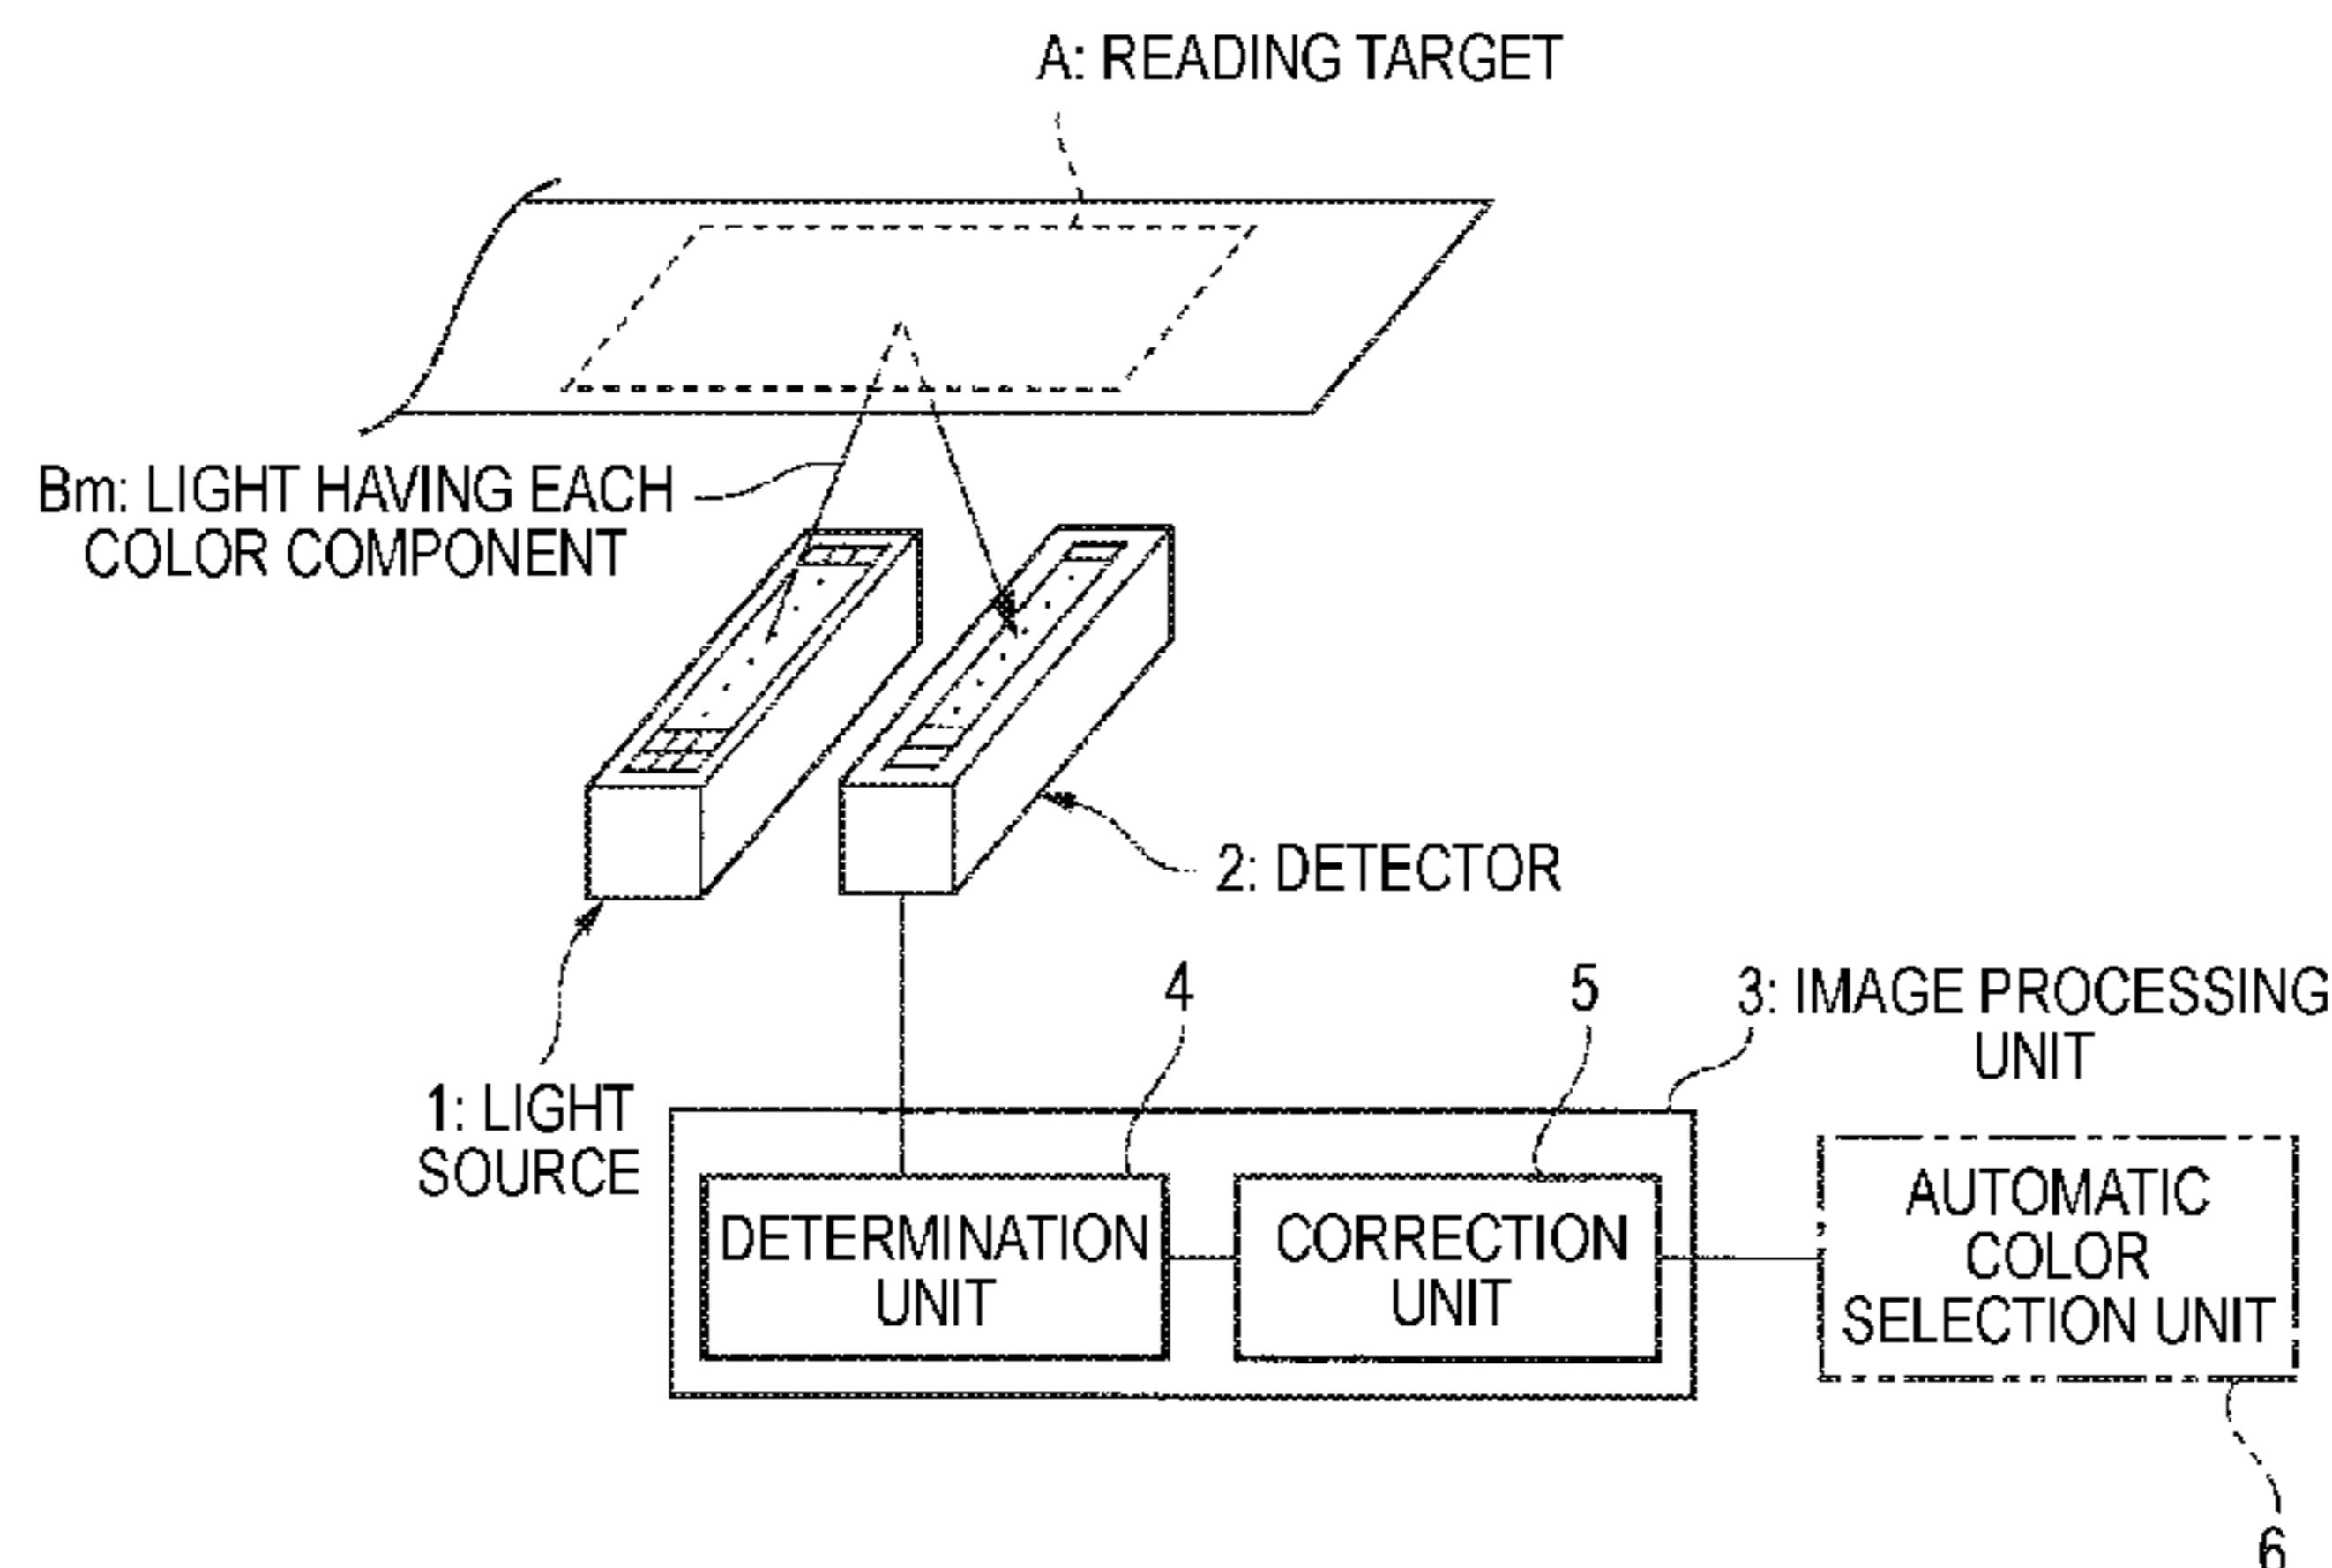 A: READING TARGET
Bm: LIGHT HAVING EACH
COLOR COMPONENT
2: DETECTOR
4
5
3: IMAGE PROCESSING
UNIT
1: LIGHT
SOURCE
DETERMINATION
UNIT
CORRECTION
UNIT
AUTOMATIC
COLOR
SELECTION UNIT
6